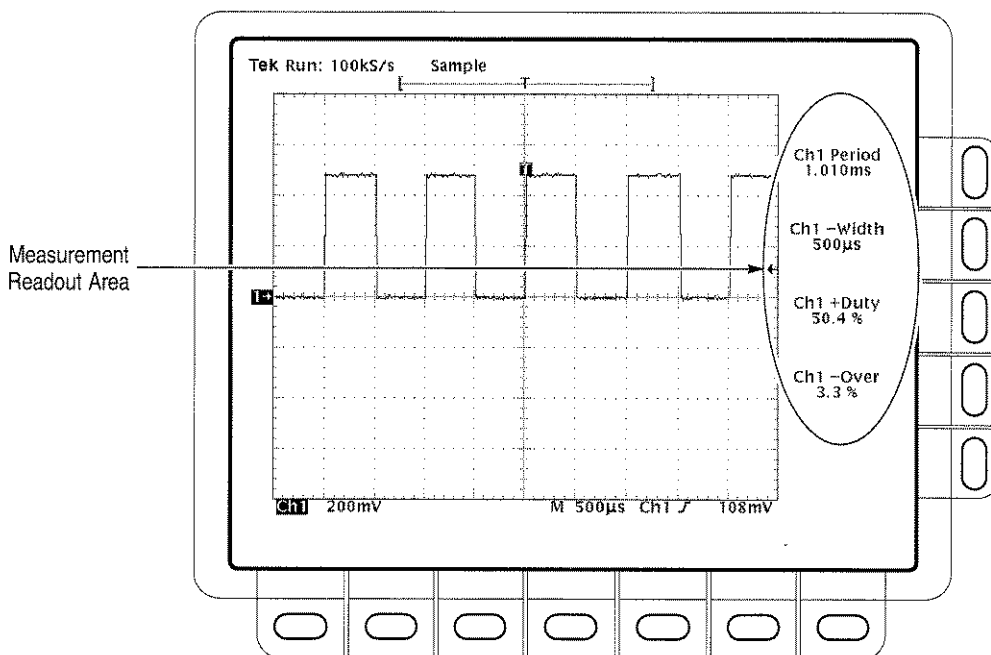 Tek Run: 100kS/s Sample
[ T ]
T
Ch1 Period
1.010ms
Ch1 –Width
500µs
Measurement
Readout Area
1→
Ch1 +Duty
50.4 %
Ch1 –Over
3.3 %
Ch1 200mV M 500µs Ch1 ƒ 108mV